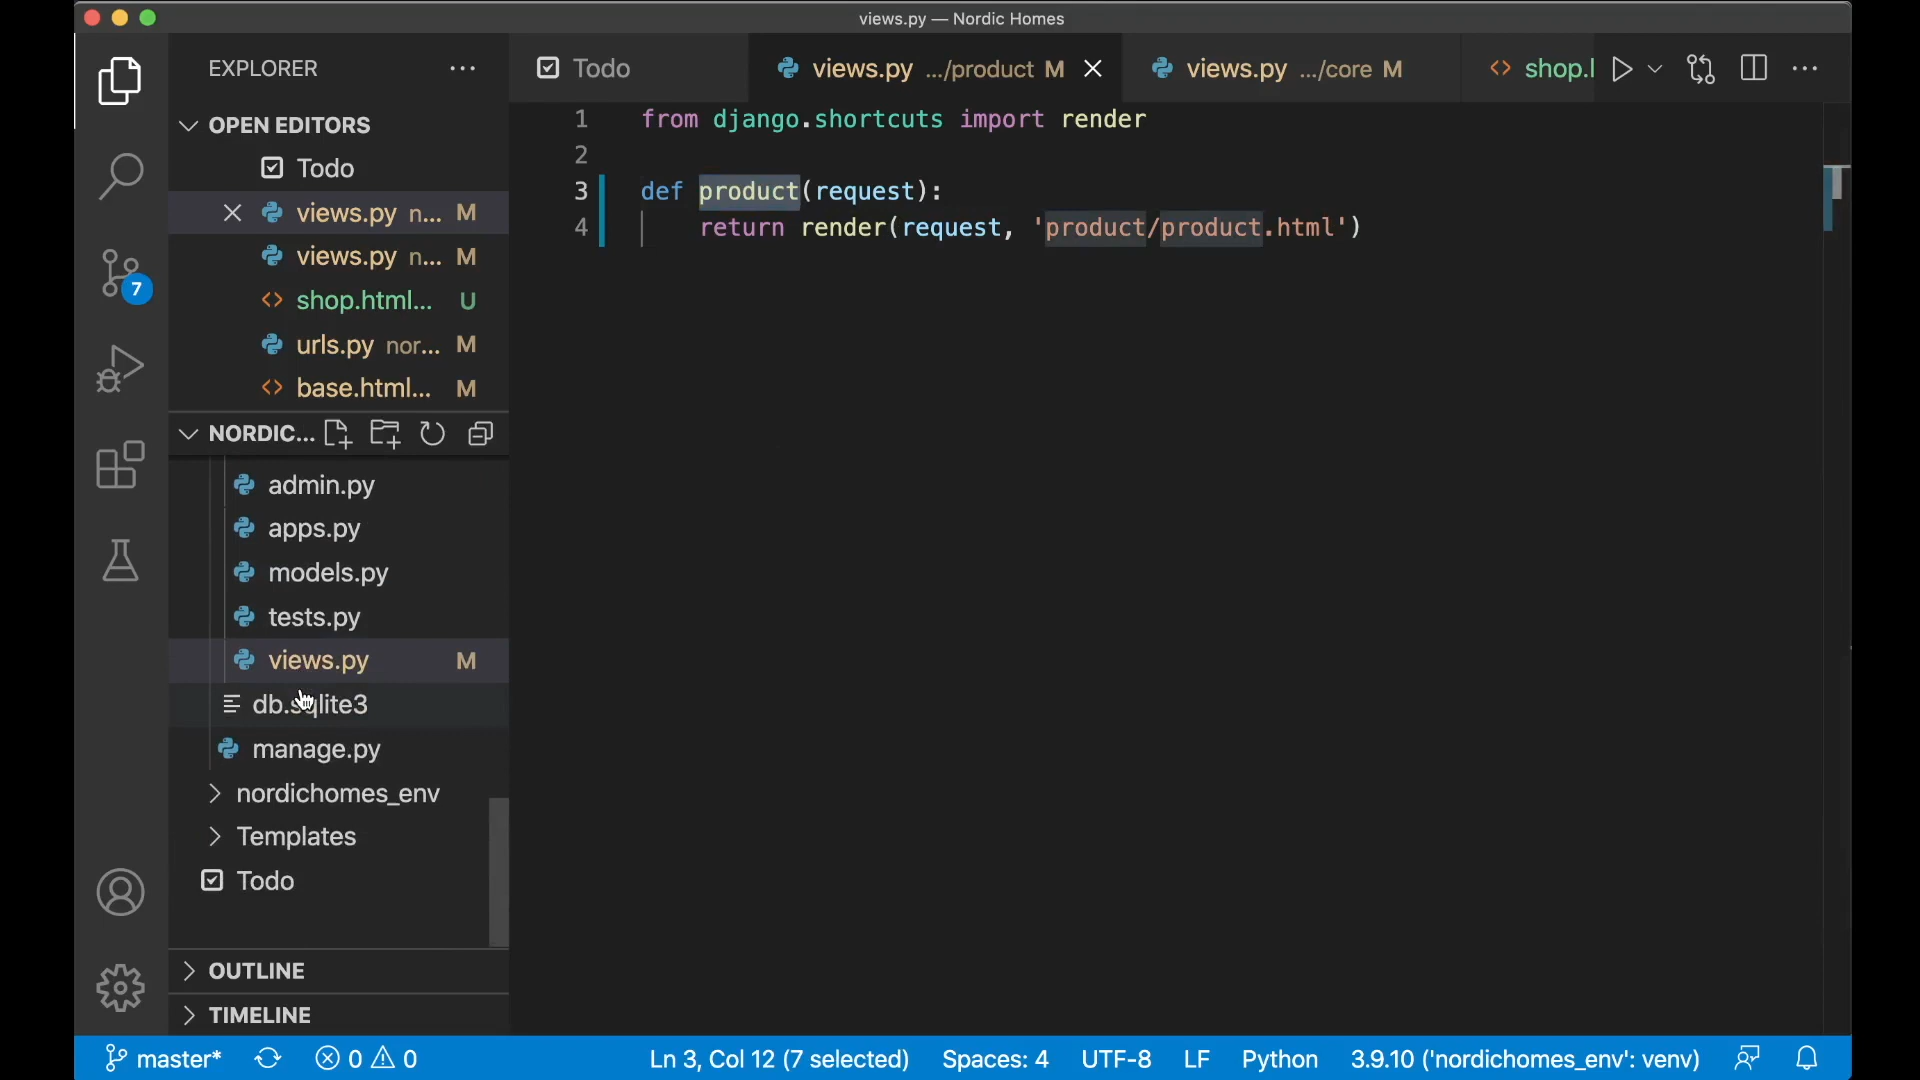 views.py — Nordic Homes
EXPLORER
Todo
views.py .../product M
views.py .../core M
shop.
OPEN EDITORS
Todo
views.py n... M
views.py n... M
shop.html... U
urls.py nor... M
base.html... M
NORDIC...
admin.py
apps.py
models.py
tests.py
views.py M
db.sqlite3
manage.py
nordichomes_env
Templates
Todo
OUTLINE
TIMELINE
7
1 from django.shortcuts import render
2
3 def product(request):
4 return render(request, 'product/product.html')
master* 0 0 Ln 3, Col 12 (7 selected) Spaces: 4 UTF-8 LF Python 3.9.10 ('nordichomes_env': venv)